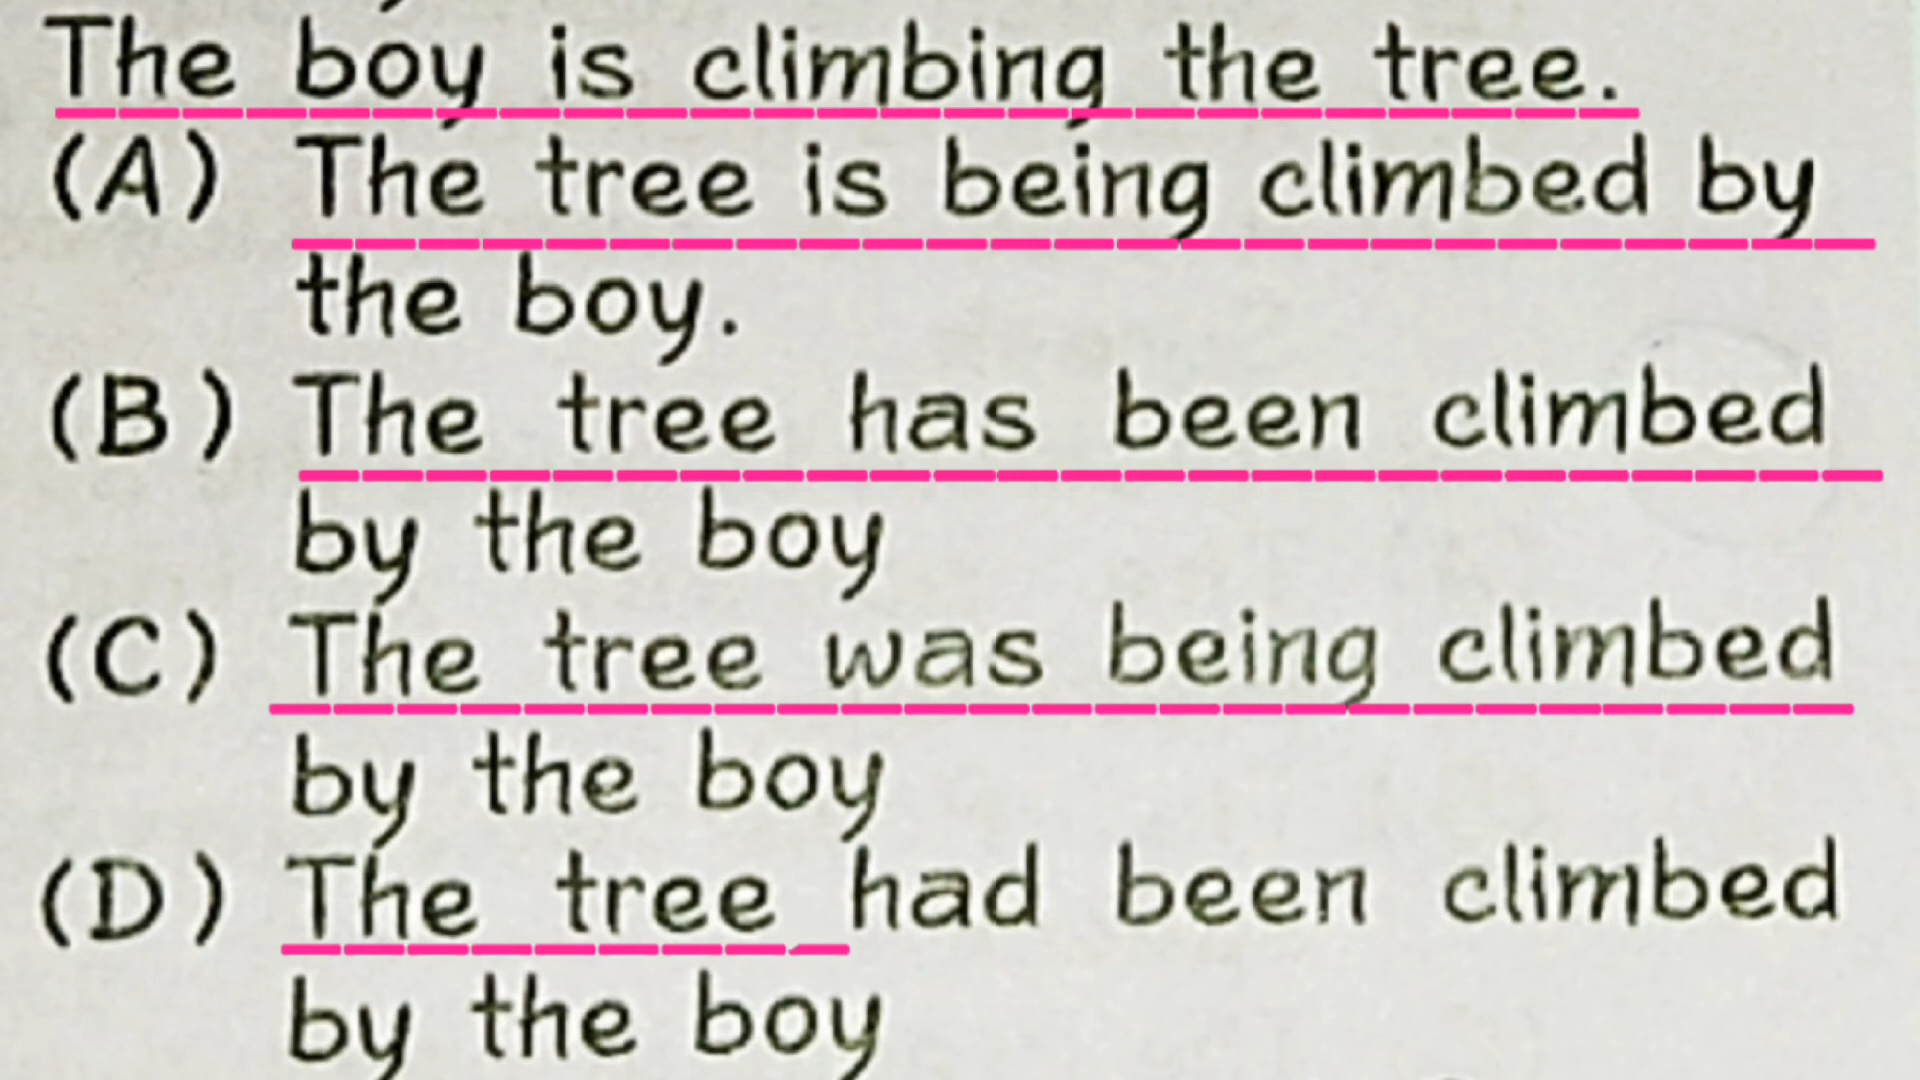 The boy is climbing the tree.
(A) The tree is being climbed by
the boy.
(B) The tree has been climbed
by the boy
(C) The tree was being climbed
by the boy
(D) The tree had been climbed
by the boy